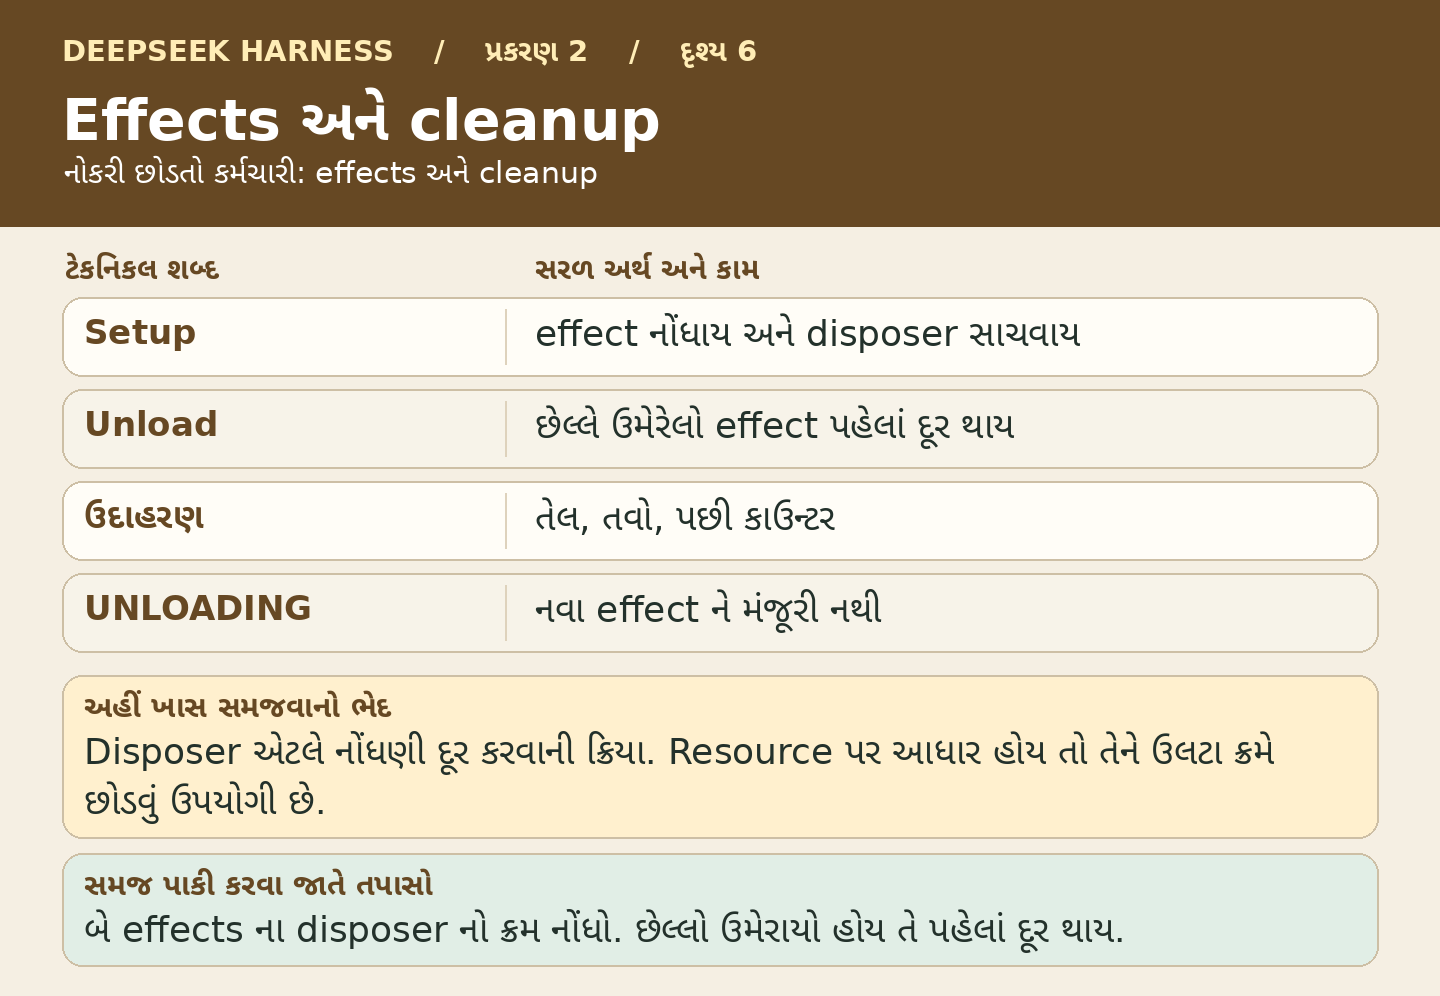 DEEPSEEK HARNESS / પ્રકરણ 2 / દૃશ્ય 6
Effects અને cleanup
નોકરી છોડતો કર્મચારી: effects અને cleanup
ટેકનિકલ શબ્દ સરળ અર્થ અને કામ
Setup effect નોંધાય અને disposer સાચવાય
Unload છેલ્લે ઉમેરેલો effect પહેલાં દૂર થાય
ઉદાહરણ તેલ, તવો, પછી કાઉન્ટર
UNLOADING નવા effect ને મંજૂરી નથી
અહીં ખાસ સમજવાનો ભેદ
Disposer એટલે નોંધણી દૂર કરવાની ક્રિયા. Resource પર આધાર હોય તો તેને ઉલટા ક્રમે
છોડવું ઉપયોગી છે.
સમજ પાકી કરવા જાતે તપાસો
બે effects ના disposer નો ક્રમ નોંધો. છેલ્લો ઉમેરાયો હોય તે પહેલાં દૂર થાય.